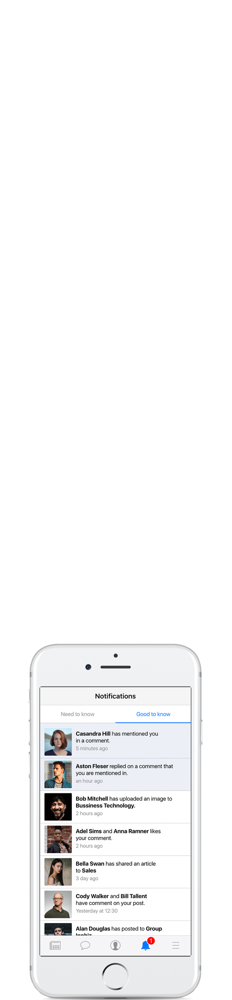 Notifications
Need to know
Good to know
Casandra Hill has mentioned you
in a comment.
5 minutes ago
Aston Fleser replied on a comment that
you are mentioned in.
an hour ago
Bob Mitchell has uploaded an image to
Bussiness Technology.
2 hours ago
Adel Sims and Anna Ramner likes
your comment.
2 hours ago
Bella Swan has shared an article
to Sales
3 day ago
Cody Walker and Bill Tallent
have comment on your post.
Yesterday at 12:30
Alan Douglas has posted to Group
1